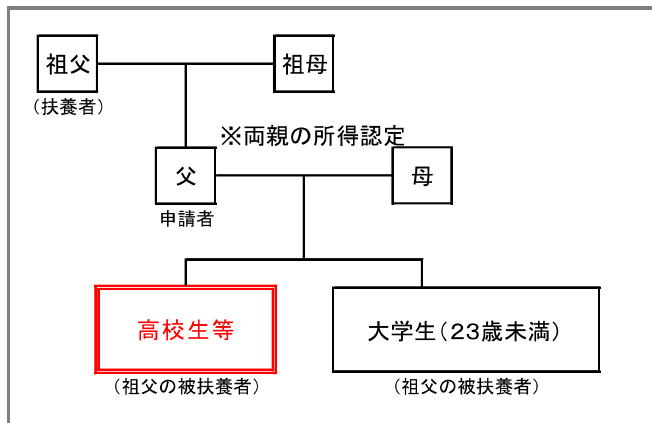 祖父
祖母
(扶養者)
※両親の所得認定
父
母
申請者
高校生等
大学生(23歳未満)
(祖父の被扶養者)
(祖父の被扶養者)